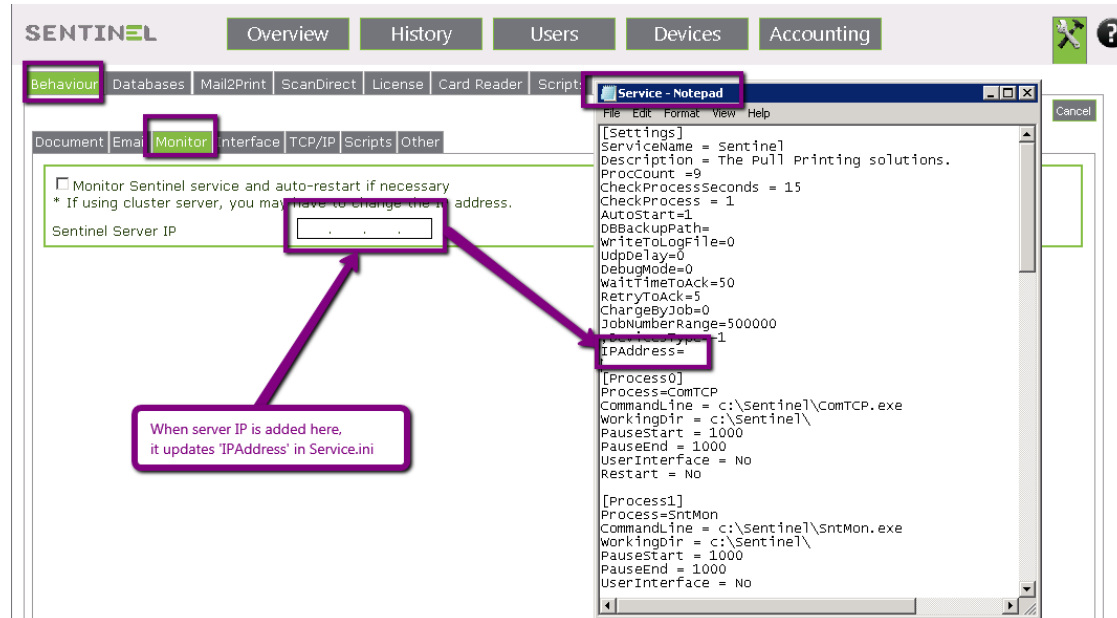 SENTINEL
Overview
History
Users
Devices
Accounting
?
Behaviour
Databases
Mail2Print
ScanDirect
License
Card Reader
Scripts
Cancel
Document
Email
Monitor
Interface
TCP/IP
Scripts
Other
Monitor Sentinel service and auto-restart if necessary
* If using cluster server, you may have to change the IP address.
Sentinel Server IP
. . .
When server IP is added here,
it updates 'IPAddress' in Service.ini
Service - Notepad
File Edit Format View Help
[Settings]
ServiceName = Sentinel
Description = The Pull Printing solutions.
ProcCount =9
CheckProcessSeconds = 15
CheckProcess = 1
AutoStart=1
DBBackupPath=
WriteToLogFile=0
UdpDelay=0
DebugMode=0
WaitTimeToAck=50
RetryToAck=5
ChargeByJob=0
JobNumberRange=500000
;DevicesType=-1
IPAddress=
[Process0]
Process=ComTCP
CommandLine = c:\Sentinel\ComTCP.exe
WorkingDir = c:\Sentinel\
PauseStart = 1000
PauseEnd = 1000
UserInterface = No
Restart = No
[Process1]
Process=SntMon
CommandLine = c:\Sentinel\SntMon.exe
WorkingDir = c:\Sentinel\
PauseStart = 1000
PauseEnd = 1000
UserInterface = No